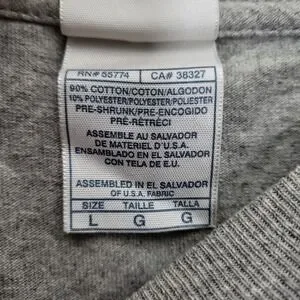 RN# 55774 CA# 38327
90% COTTON/COTON/ALGODON
10% POLYESTER/POLYESTER/POLIESTER
PRE-SHRUNK/PRE-ENCOGIDO
PRÉ-RÉTRÉCI
ASSEMBLE AU SALVADOR
DE MATERIEL D'U.S.A.
ENSAMBLADO EN EL SALVADOR
CON TELA DE E.U.
ASSEMBLED IN EL SALVADOR
OF U.S.A. FABRIC
SIZE TAILLE TALLA
L G G